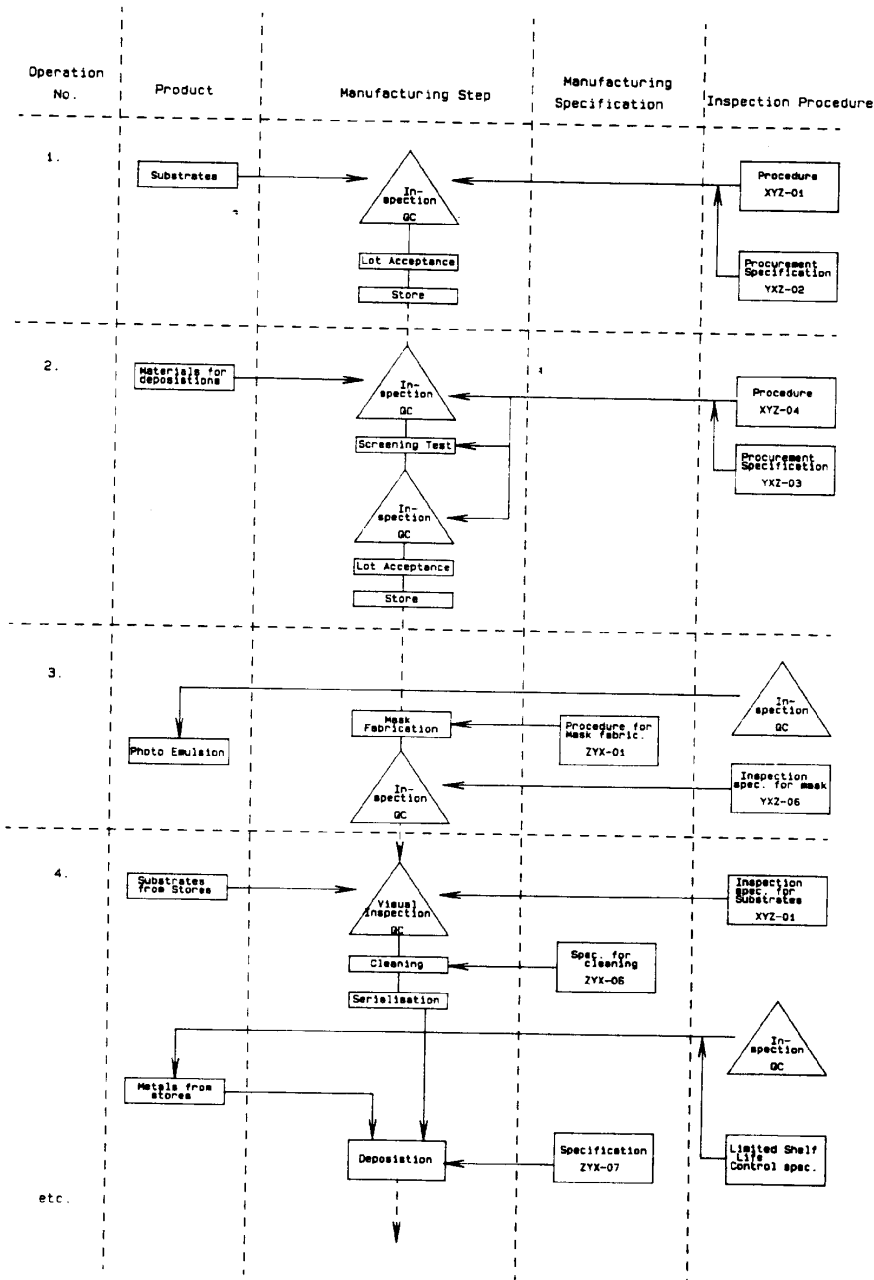 Operation
No.
Product
Manufacturing Step
Manufacturing
Specification
Inspection Procedure
1.
Substrates
In-
spection
QC
Procedure
XYZ-01
Lot Acceptance
Procurement
Specification
YXZ-02
Store
2.
Materials for
depositions
In-
spection
QC
Procedure
XYZ-04
Screening Test
Procurement
Specification
YXZ-03
In-
spection
QC
Lot Acceptance
Store
3.
In-
spection
QC
Mask
Fabrication
Procedure for
Mask fabric.
ZYX-01
Photo Emulsion
In-
spection
QC
Inspection
spec. for mask
YXZ-06
4.
Substrates
from Stores
Visual
Inspection
QC
Inspection
spec. for
Substrates
XYZ-01
Cleaning
Spec. for
cleaning
ZYX-06
Serialisation
In-
spection
QC
Metals from
stores
Deposistion
Specification
ZYX-07
Limited Shelf
Life
Control spec.
etc.